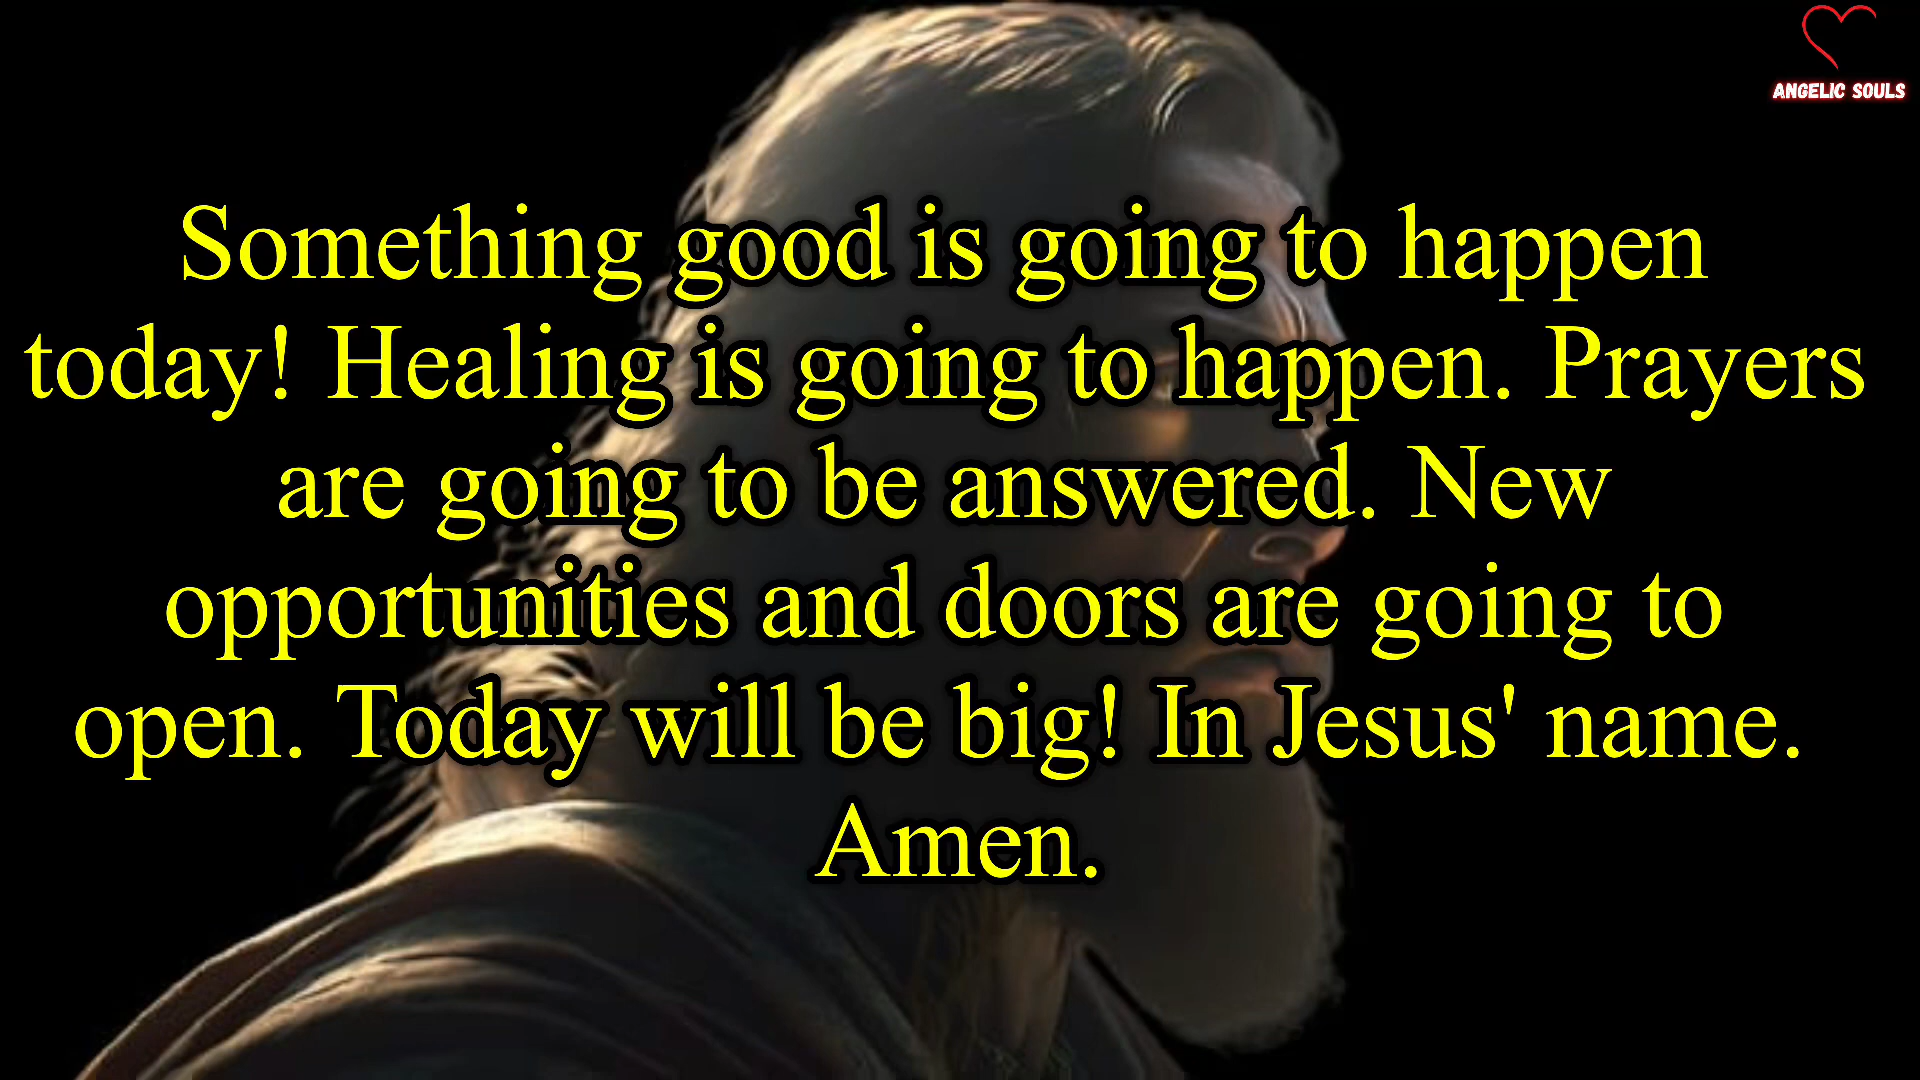 ANGELIC SOULS
Something good is going to happen
today! Healing is going to happen. Prayers
are going to be answered. New
opportunities and doors are going to
open. Today will be big! In Jesus' name.
Amen.